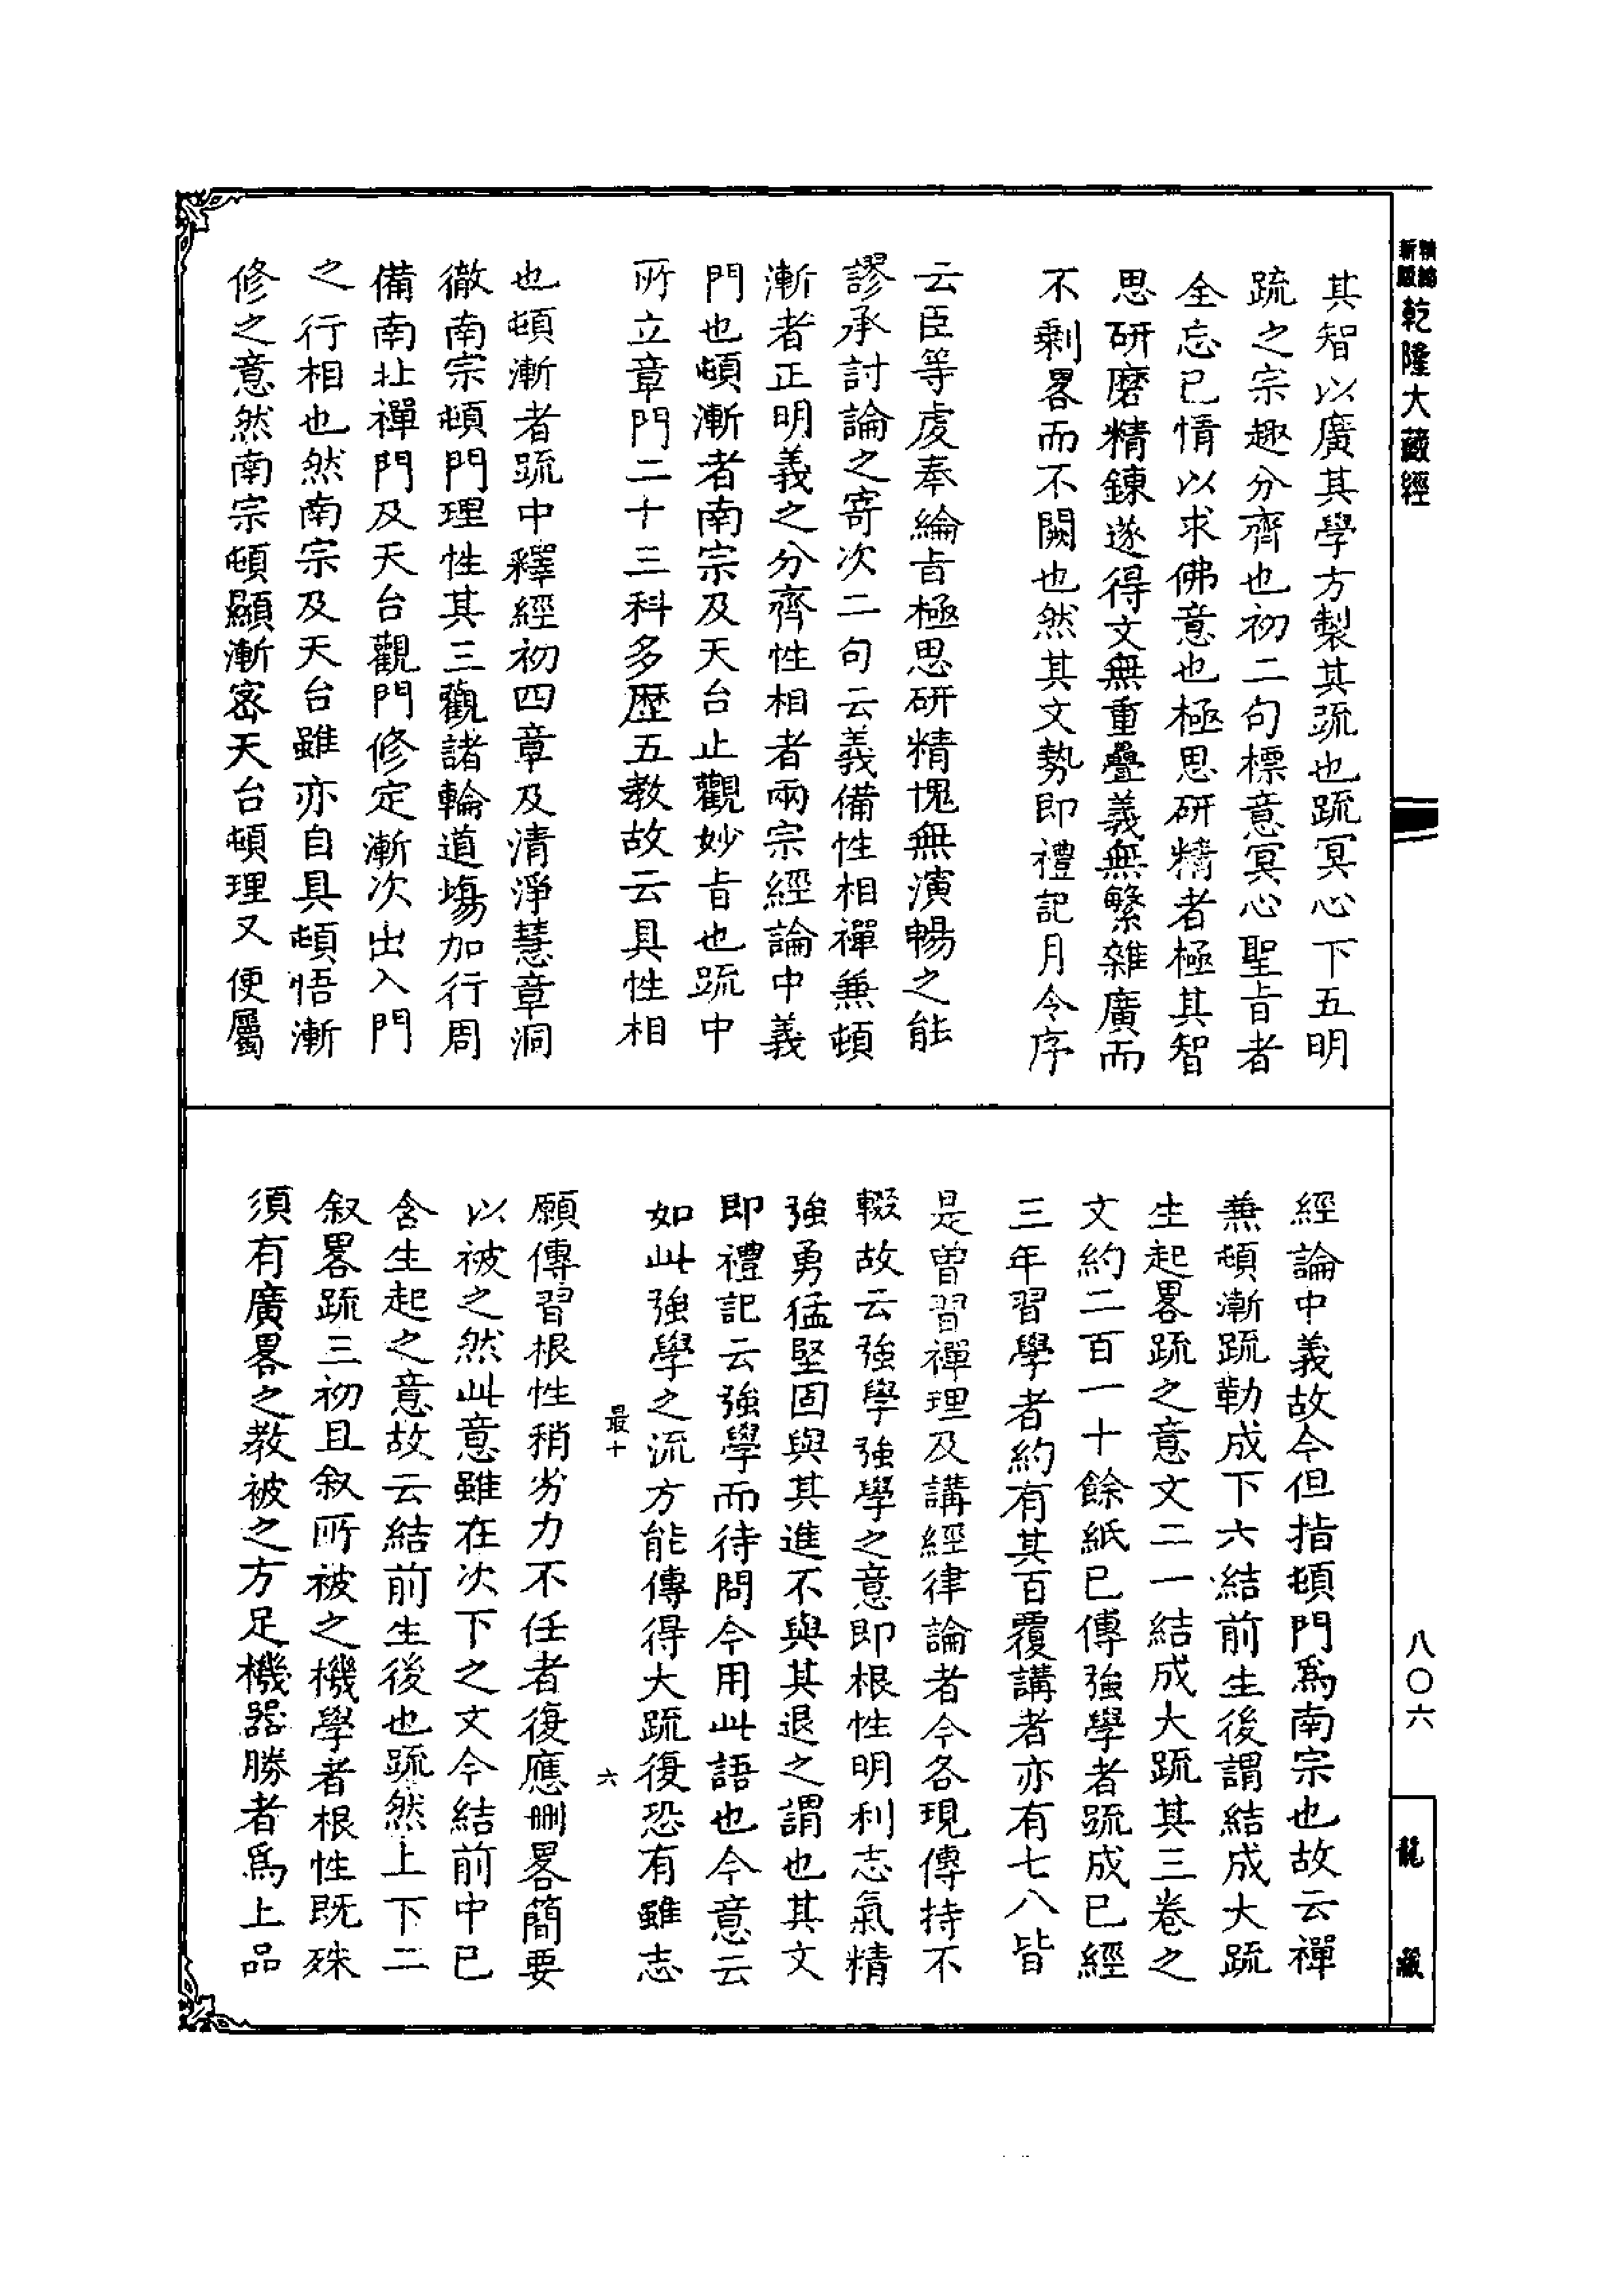 精編
新版
乾隆大藏經
其智以廣其學方製其䟽也䟽冥心下五明
䟽之宗趣分齊也初二句標意冥心聖㫖者
全忘已情以求佛意也極思研精者極其智
思研磨精鍊遂得文無重疊義無繁雜廣而
不剩畧而不闕也然其文勢即禮記月令序
云臣等虔奉綸㫖極思研精愧無演暢之能
謬承討論之寄次二句云義備性相禪兼頓
漸者正明義之分齊性相者兩宗經論中義
門也頓漸者南宗及天台止觀妙㫖也䟽中
所立章門二十三科多歷五教故云具性相
也頓漸者䟽中釋經初四章及清淨慧章洞
徹南宗頓門理性其三觀諸輪道塲加行周
備南北禪門及天台觀門修定漸次出入門
之行相也然南宗及天台雖亦自具頓悟漸
修之意然南宗頓顯漸密天台頓理又便屬
經論中義故今但指頓門爲南宗也故云禪
兼頓漸䟽勒成下六結前生後謂結成大䟽
生起畧䟽之意文二一結成大䟽其三卷之
文約二百一十餘紙已傳強學者䟽成已經
三年習學者約有其百覆講者亦有七八皆
是曽習禪理及講經律論者今各現傳持不
輟故云強學強學之意即根性明利志氣精
強勇猛堅固與其進不與其退之謂也其文
即禮記云強學而待問今用此語也今意云
如此強學之流方能傳得大䟽復恐有雖志
最十
六
願傳習根性稍劣力不任者復應刪畧簡要
以被之然此意雖在次下之文今結前中已
含生起之意故云結前生後也䟽然上下二
叙畧䟽三初且叙所被之機學者根性既殊
須有廣畧之教被之方足機器勝者爲上品
八〇六
龍藏